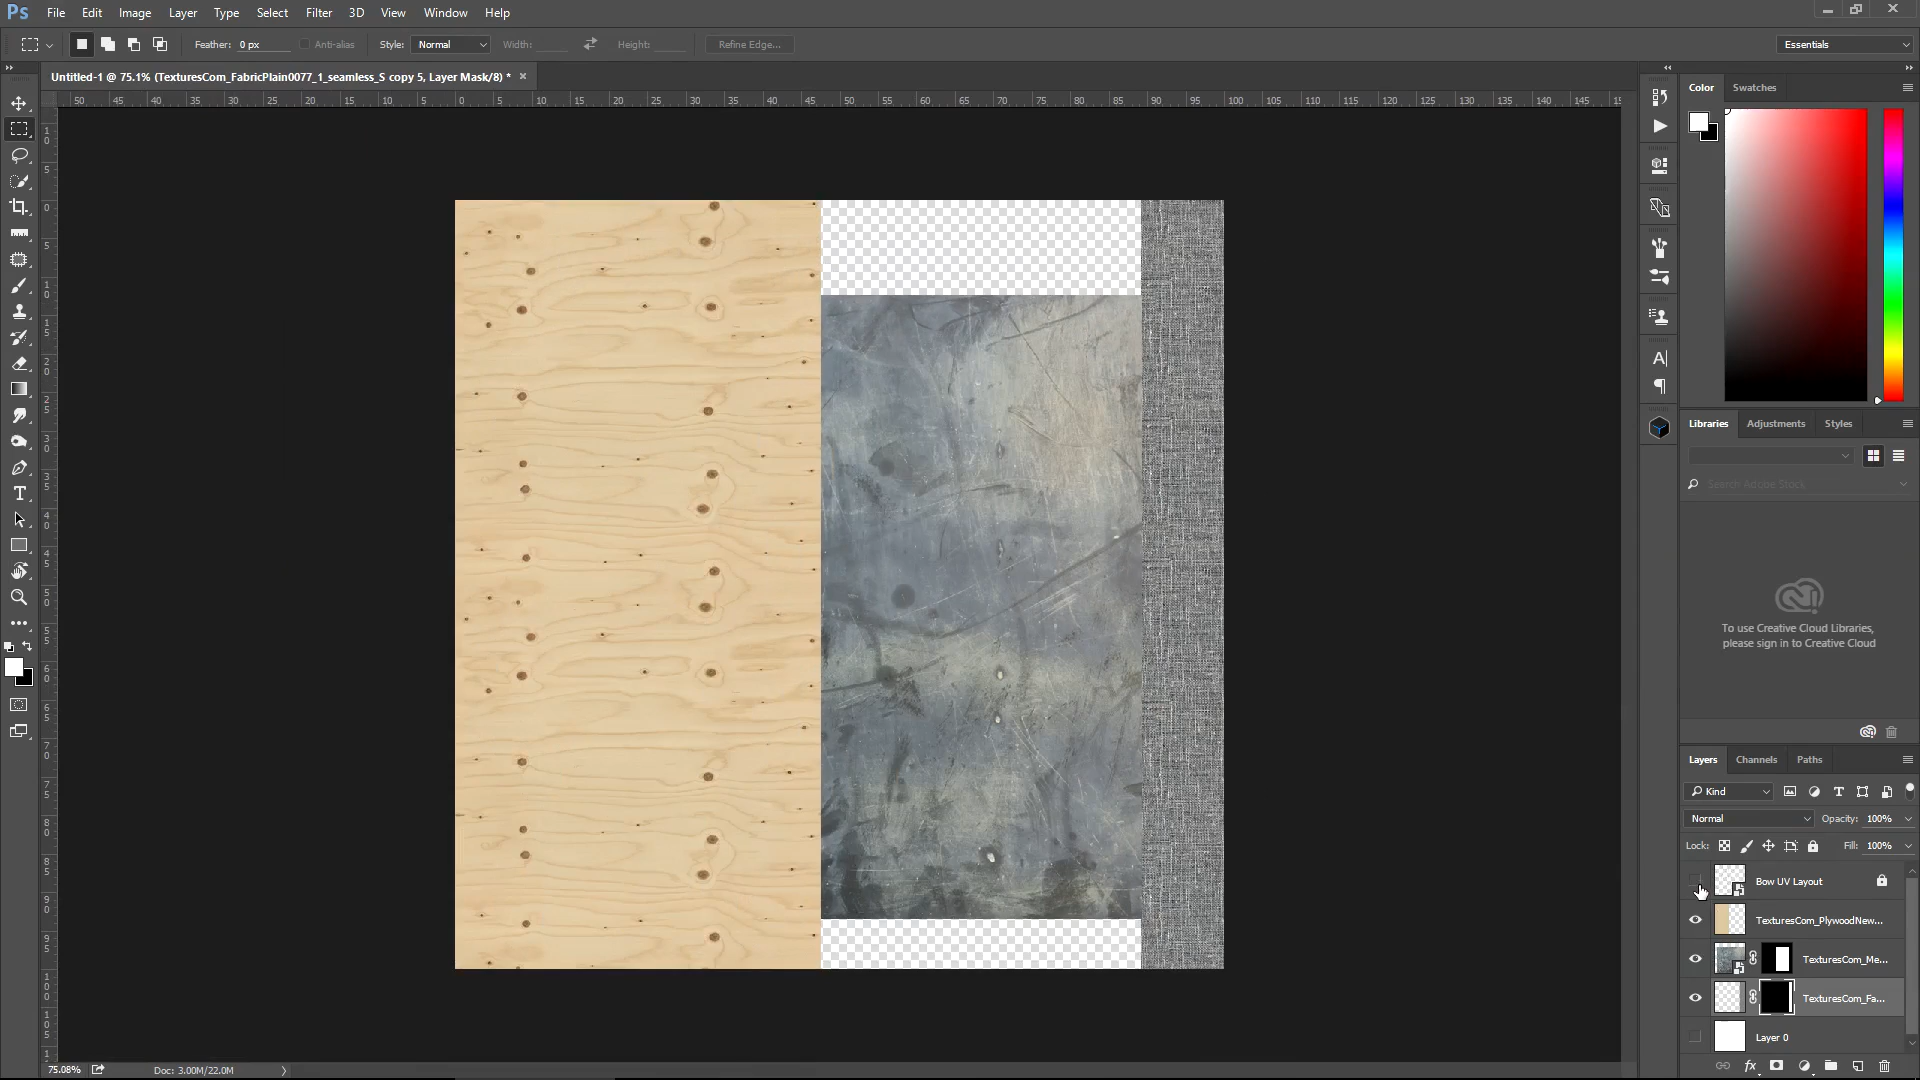 Ps File Edit Image Layer Type Select Filter 3D View Window Help
Feather: 0 px Anti-alias Style: Normal Width: Height: Refine Edge... Essentials
Untitled-1 @ 75.1% (TexturesCom_FabricPlain0077_1_seamless_S copy 5, Layer Mask/8) * ×
50 45 40 35 30 25 20 15 10 5 0 5 10 15 20 25 30 35 40 45 50 55 60 65 70 75 80 85 90 95 100 105 110 115 120 125 130 135 140 145
Color Swatches
Libraries Adjustments Styles
Search Adobe Stock
To use Creative Cloud Libraries,
please sign in to Creative Cloud
Layers Channels Paths
Kind
Normal Opacity: 100%
Lock: Fill: 100%
Bow UV Layout
TexturesCom_PlywoodNew...
TexturesCom_Me...
TexturesCom_Fa...
Layer 0
75.08% Doc: 3.00M/22.0M